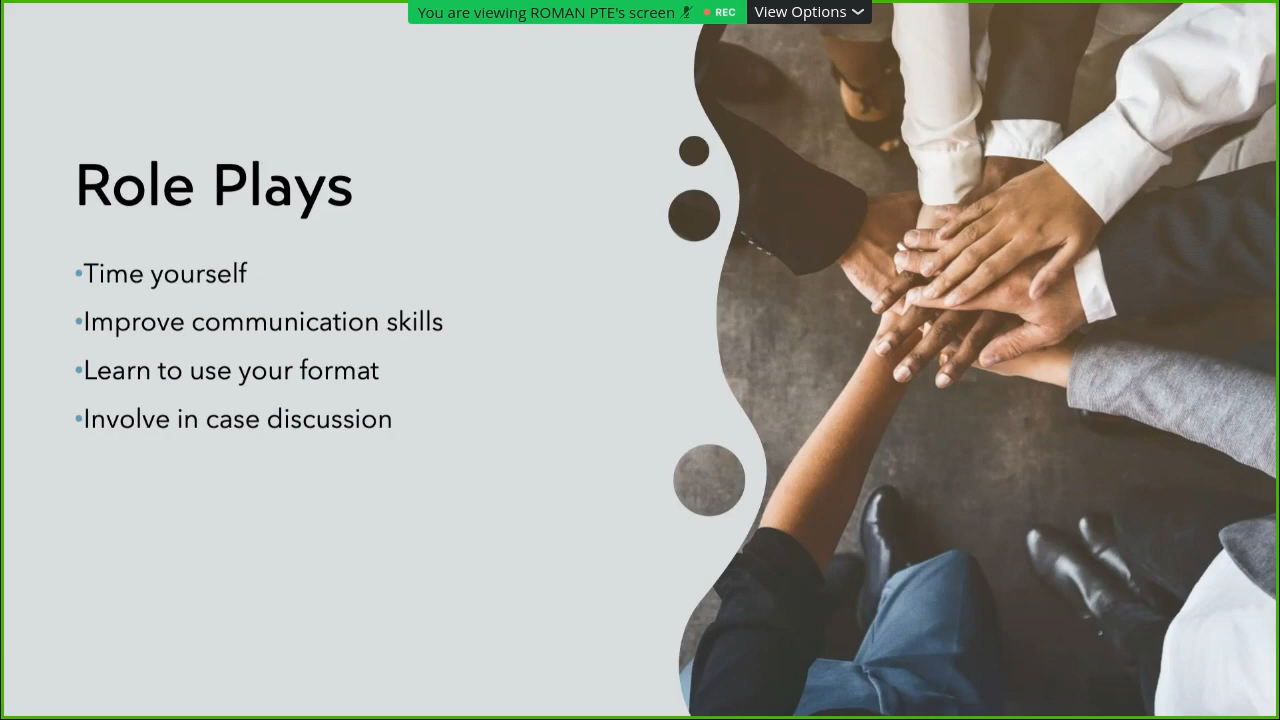 You are viewing ROMAN PTE's screen REC View Options
Role Plays
•Time yourself
•Improve communication skills
•Learn to use your format
•Involve in case discussion